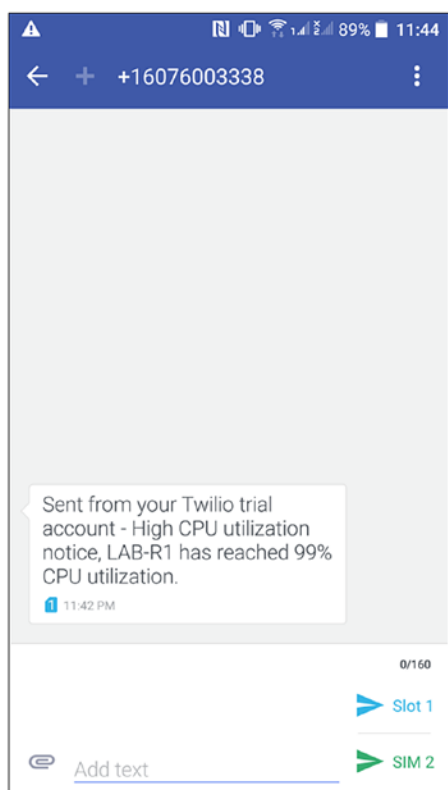 89% 11:44
+16076003338
Sent from your Twilio trial
account - High CPU utilization
notice, LAB-R1 has reached 99%
CPU utilization.
1 11:42 PM
0/160
Slot 1
Add text
SIM 2